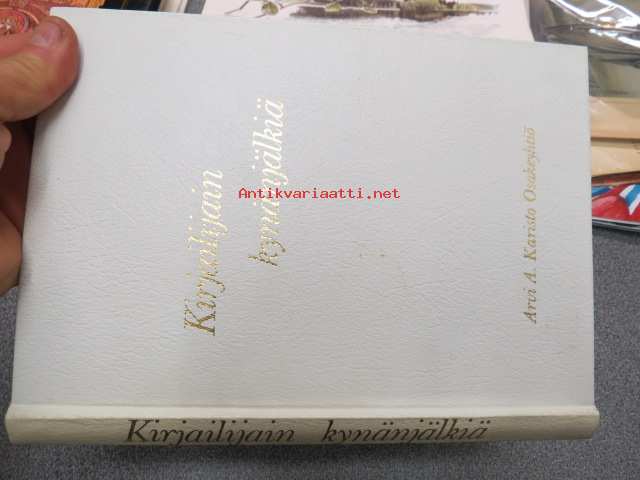 Kirjailijain
kynänjälkiä
Arvi A. Karisto Osakeyhtiö
Kirjailijain kynänjälkiä
Antikvariaatti.net